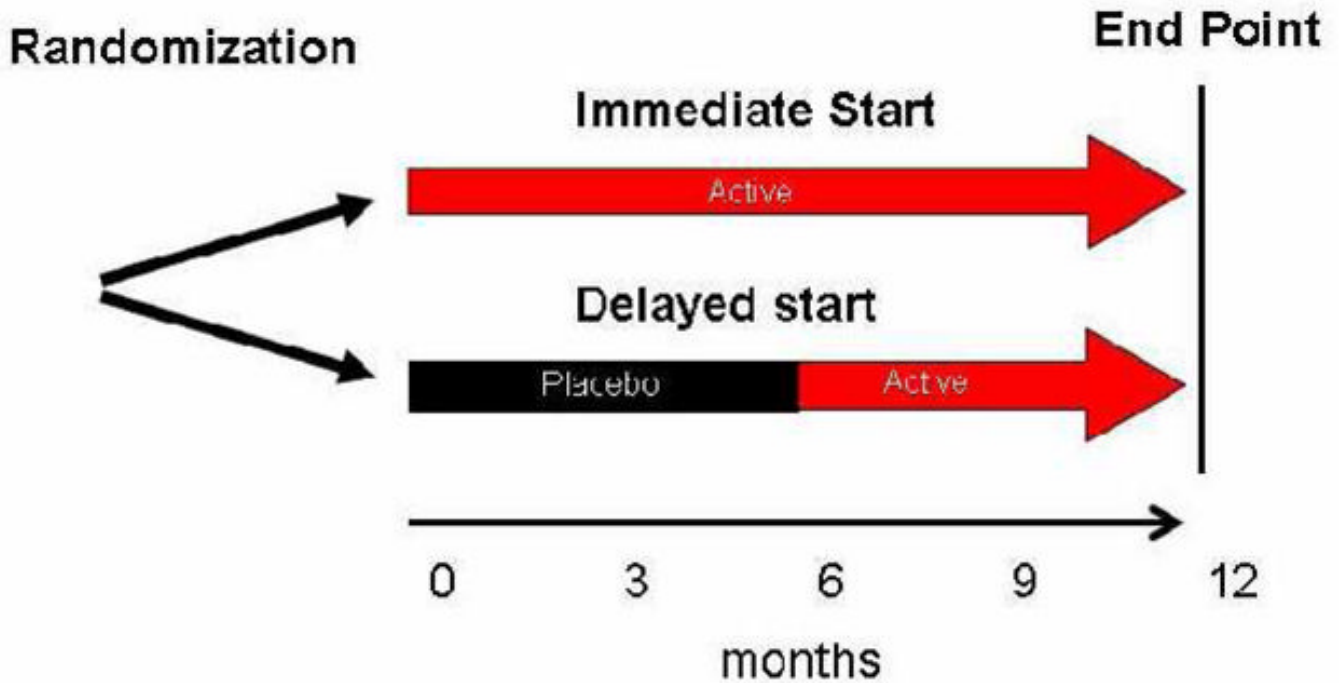 Randomization
End Point
Immediate Start
Active
Delayed start
Placebo Active
0 3 6 9 12
months